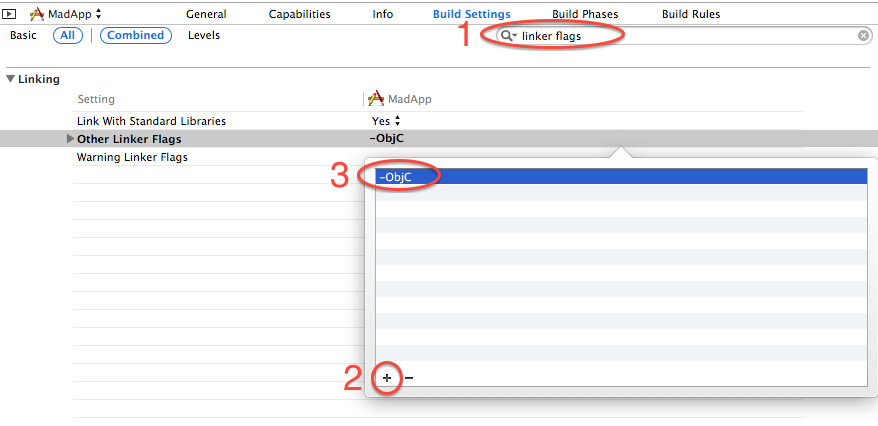 MadApp General Capabilities Info Build Settings Build Phases Build Rules
Basic All Combined Levels 1 linker flags
Linking
Setting MadApp
Link With Standard Libraries Yes
Other Linker Flags -ObjC
Warning Linker Flags
3 -ObjC
2 + −